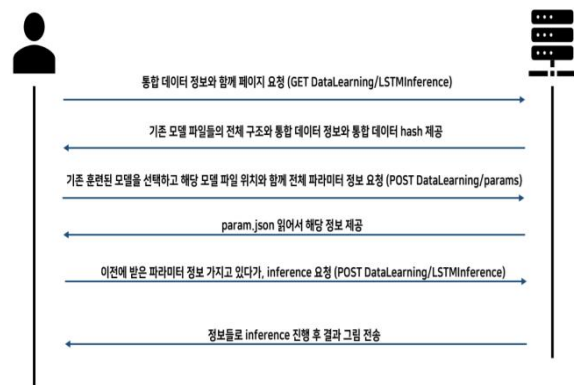 통합 데이터 정보와 함께 페이지 요청 (GET DataLearning/LSTMInference)
기존 모델 파일들의 전체 구조와 통합 데이터 정보와 통합 데이터 hash 제공
기존 훈련된 모델을 선택하고 해당 모델 파일 위치와 함께 전체 파라미터 정보 요청 (POST DataLearning/params)
param.json 읽어서 해당 정보 제공
이전에 받은 파라미터 정보 가지고 있다가, inference 요청 (POST DataLearning/LSTMInference)
정보들로 inference 진행 후 결과 그림 전송